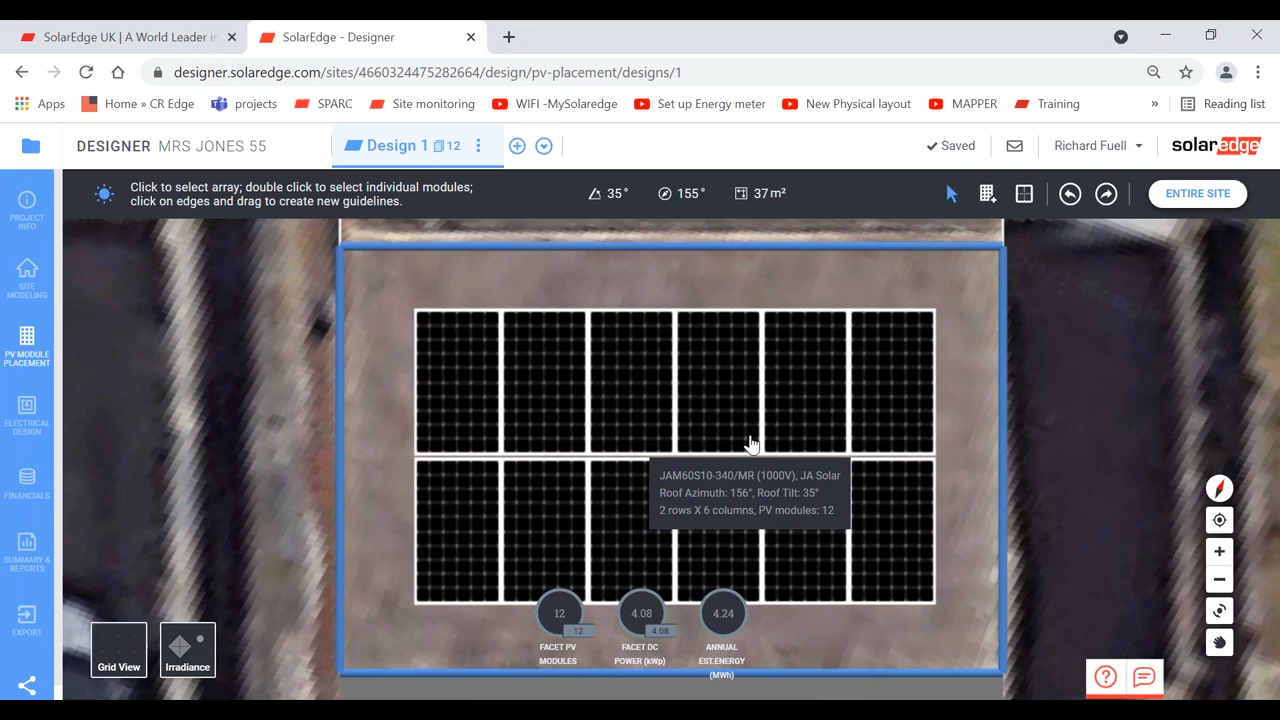 SolarEdge UK | A World Leader in
SolarEdge - Designer
designer.solaredge.com/sites/4660324475282664/design/pv-placement/designs/1
Apps
Home » CR Edge
projects
SPARC
Site monitoring
WIFI -MySolaredge
Set up Energy meter
New Physical layout
MAPPER
Training
»
Reading list
DESIGNER MRS JONES 55
Design 1 12
Saved
Richard Fuell
solaredge
Click to select array; double click to select individual modules;
click on edges and drag to create new guidelines.
35°
155°
37 m²
ENTIRE SITE
PROJECT
INFO
SITE
MODELING
PV MODULE
PLACEMENT
ELECTRICAL
DESIGN
FINANCIALS
SUMMARY &
REPORTS
EXPORT
JAM60S10-340/MR (1000V), JA Solar
Roof Azimuth: 156°, Roof Tilt: 35°
2 rows X 6 columns, PV modules: 12
12
12
FACET PV
MODULES
4.08
4.08
FACET DC
POWER (kWp)
4.24
ANNUAL
EST.ENERGY
(MWh)
Grid View
Irradiance